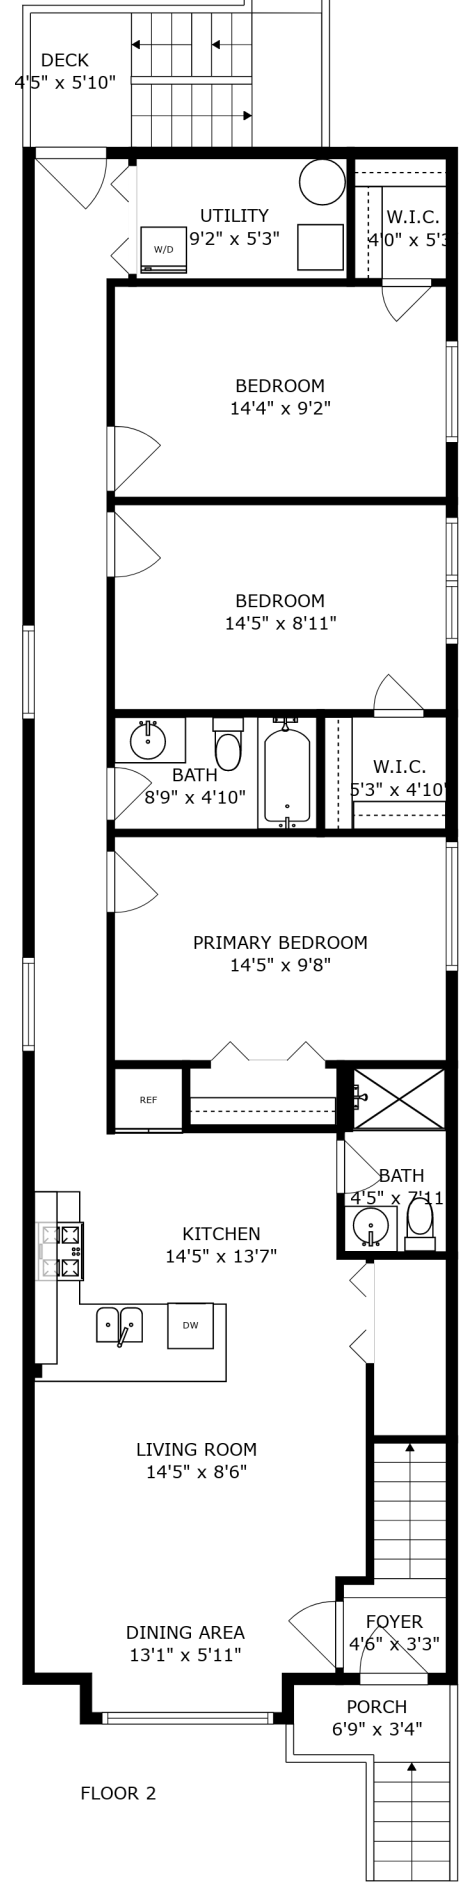 DECK
4'5" x 5'10"
UTILITY
9'2" x 5'3"
W/D
W.I.C.
4'0" x 5'3
BEDROOM
14'4" x 9'2"
BEDROOM
14'5" x 8'11"
BATH
8'9" x 4'10"
W.I.C.
5'3" x 4'10"
PRIMARY BEDROOM
14'5" x 9'8"
REF
BATH
4'5" x 7'11
KITCHEN
14'5" x 13'7"
DW
LIVING ROOM
14'5" x 8'6"
DINING AREA
13'1" x 5'11"
FOYER
4'6" x 3'3"
PORCH
6'9" x 3'4"
FLOOR 2